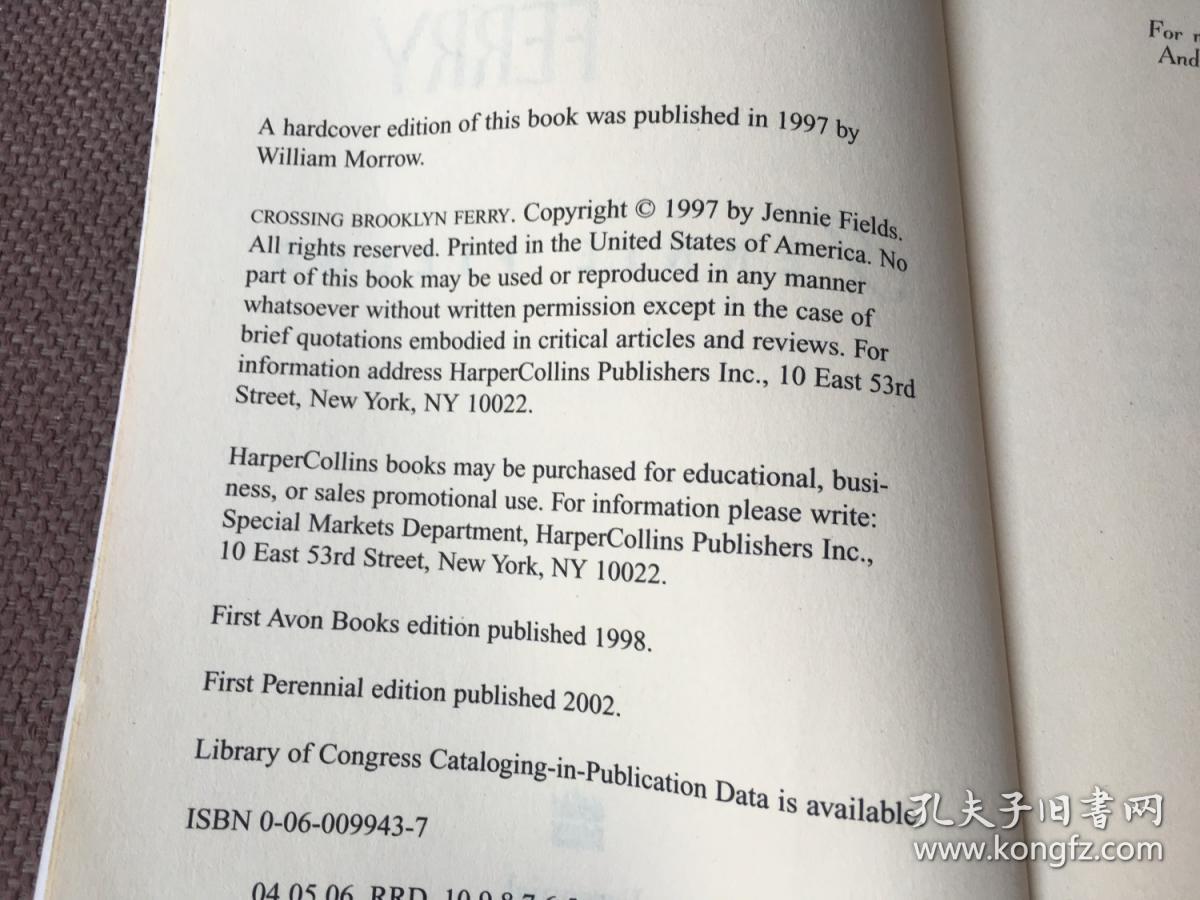 FERRY
A hardcover edition of this book was published in 1997 by
William Morrow.
CROSSING BROOKLYN FERRY. Copyright © 1997 by Jennie Fields.
All rights reserved. Printed in the United States of America. No
part of this book may be used or reproduced in any manner
whatsoever without written permission except in the case of
brief quotations embodied in critical articles and reviews. For
information address HarperCollins Publishers Inc., 10 East 53rd
Street, New York, NY 10022.
HarperCollins books may be purchased for educational, busi-
ness, or sales promotional use. For information please write:
Special Markets Department, HarperCollins Publishers Inc.,
10 East 53rd Street, New York, NY 10022.
First Avon Books edition published 1998.
First Perennial edition published 2002.
Library of Congress Cataloging-in-Publication Data is available
ISBN 0-06-009943-7
04 05 06 RRD 10 9 8 7 6
For
And
孔夫子旧书网
www.kongfz.com